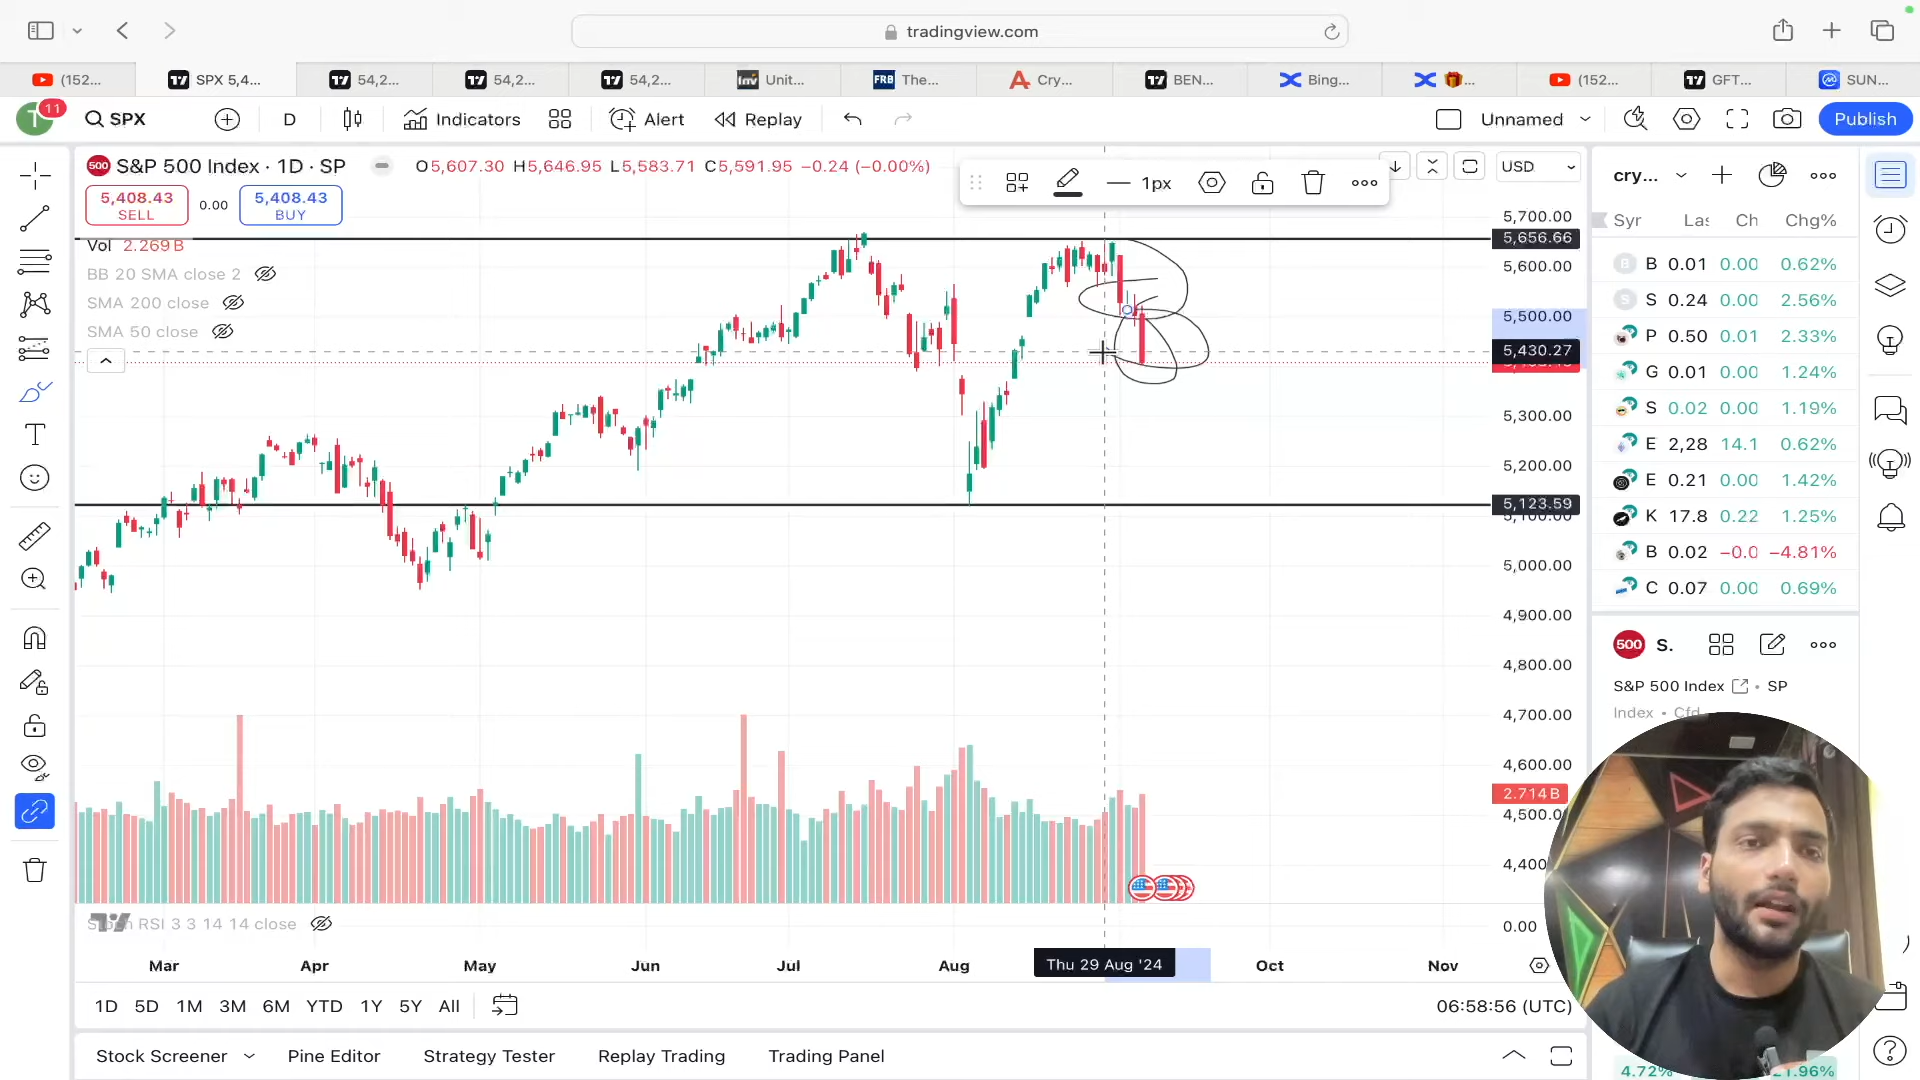 tradingview.com
(152...
SPX 5,4...
54,2...
54,2...
54,2...
Unit...
The...
Cry...
BEN...
Bing...
(152...
GFT...
SUN...
T
11
SPX
D
Indicators
Alert
Replay
Unnamed
Publish
S&P 500 Index · 1D · SP
O5,607.30 H5,646.95 L5,583.71 C5,591.95 −0.24 (−0.00%)
5,408.43
SELL
0.00
5,408.43
BUY
Vol 2.269B
BB 20 SMA close 2
SMA 200 close
SMA 50 close
1px
USD
5,700.00
5,656.66
5,600.00
5,500.00
5,430.27
5,300.00
5,200.00
5,123.59
5,100.00
5,000.00
4,900.00
4,800.00
4,700.00
4,600.00
2.714B
4,500.0
4,400
0.00
Stoch RSI 3 3 14 14 close
Mar
Apr
May
Jun
Jul
Aug
Thu 29 Aug '24
Oct
Nov
1D 5D 1M 3M 6M YTD 1Y 5Y All
06:58:56 (UTC)
Stock Screener
Pine Editor
Strategy Tester
Replay Trading
Trading Panel
cry...
Syr Las Ch Chg%
B 0.01 0.00 0.62%
S 0.24 0.00 2.56%
P 0.50 0.01 2.33%
G 0.01 0.00 1.24%
S 0.02 0.00 1.19%
E 2,28 14.1 0.62%
E 0.21 0.00 1.42%
K 17.8 0.22 1.25%
B 0.02 −0.0 −4.81%
C 0.07 0.00 0.69%
500 S.
S&P 500 Index • SP
Index • Cfd
4.72%
21.96%